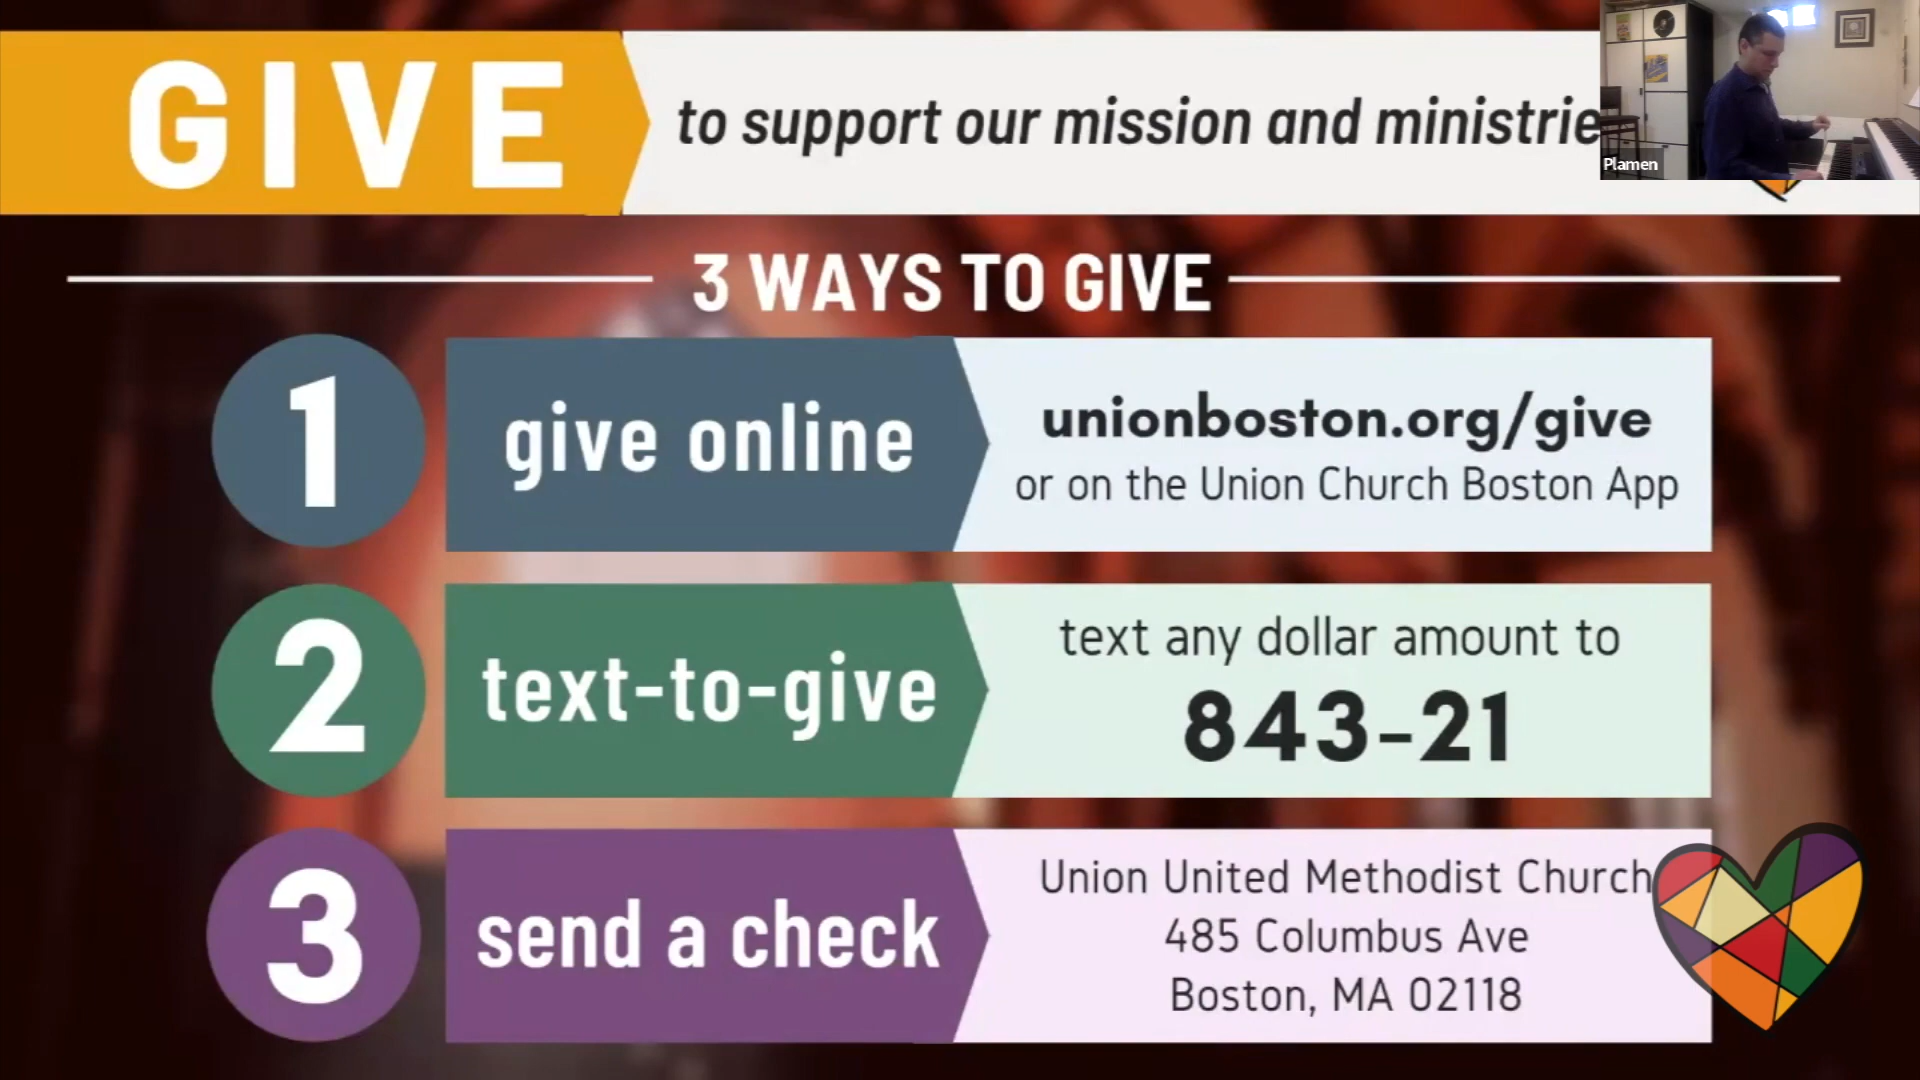 GIVE
to support our mission and ministrie
Plamen
3 WAYS TO GIVE
1
give online
unionboston.org/give
or on the Union Church Boston App
2
text-to-give
text any dollar amount to
843-21
3
send a check
Union United Methodist Church
485 Columbus Ave
Boston, MA 02118